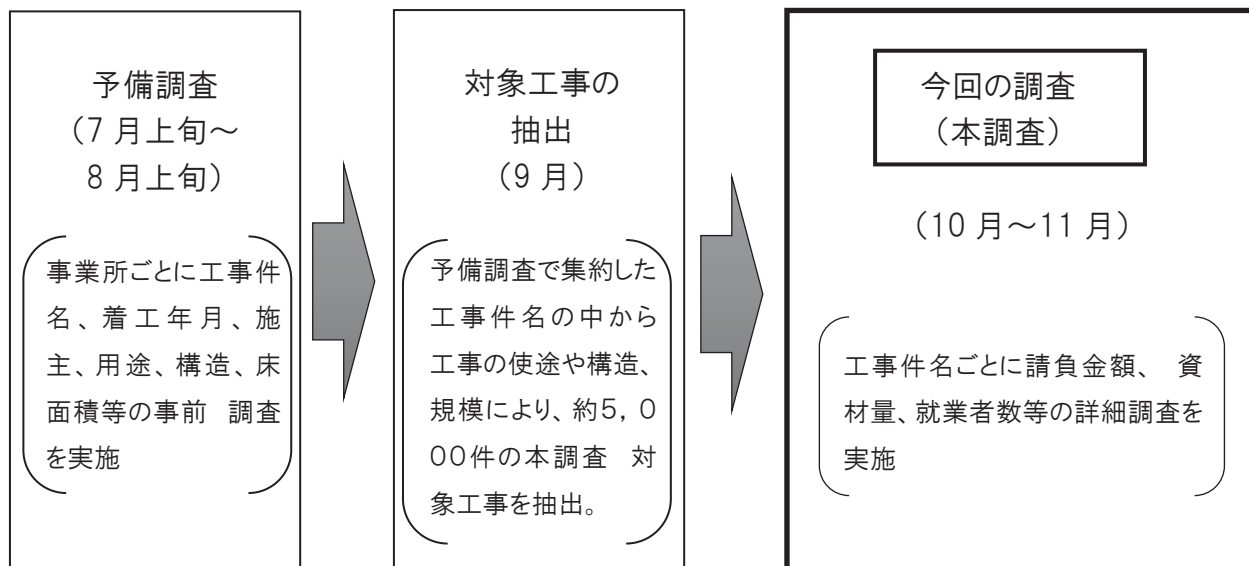 予備調査
（7月上旬～
8月上旬）
事業所ごとに工事件
名、着工年月、施
主、用途、構造、床
面積等の事前 調査
を実施
対象工事の
抽出
（9月）
予備調査で集約した
工事件名の中から
工事の使途や構造、
規模により、約5，0
00件の本調査 対
象工事を抽出。
今回の調査
（本調査）
（10月～11月）
工事件名ごとに請負金額、 資
材量、就業者数等の詳細調査を
実施